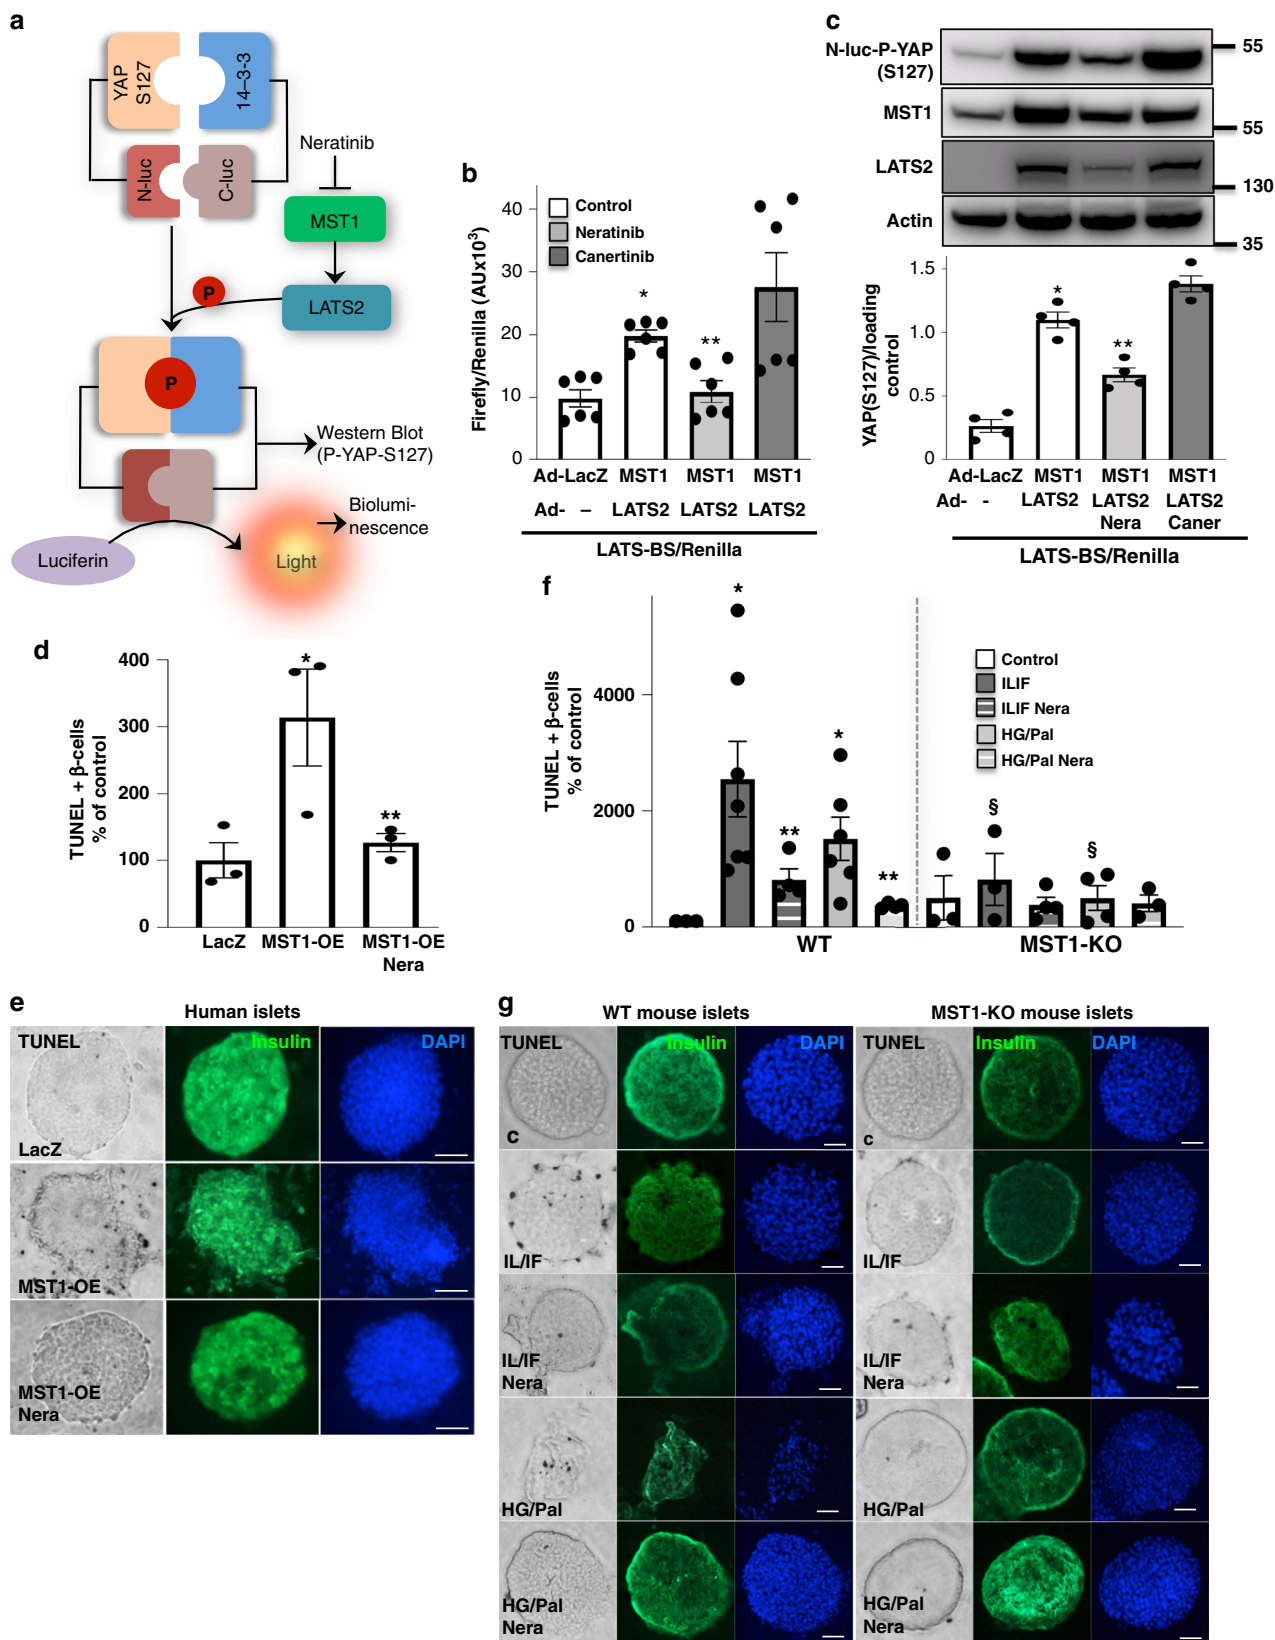 a
YAP
S127
14–3-3
N-luc
C-luc
Neratinib
MST1
LATS2
P
P
Western Blot
(P-YAP-S127)
Biolumi-
nescence
Luciferin
Light
b
Firefly/Renilla (AUx10³)
40
30
20
10
0
Control
Neratinib
Canertinib
*
**
Ad-LacZ MST1 MST1 MST1
Ad- – LATS2 LATS2 LATS2
LATS-BS/Renilla
c
N-luc-P-YAP
(S127)
55
MST1
55
LATS2
130
Actin
35
YAP(S127)/loading
control
1.5
1.0
0.5
0
*
**
Ad-LacZ MST1 MST1 MST1
Ad- - LATS2 LATS2 LATS2
Nera Caner
LATS-BS/Renilla
d
TUNEL + β-cells
% of control
400
300
200
100
0
*
**
LacZ MST1-OE MST1-OE
Nera
f
TUNEL + β-cells
% of control
4000
2000
0
*
**
*
**
§
§
Control
ILIF
ILIF Nera
HG/Pal
HG/Pal Nera
WT MST1-KO
e
Human islets
TUNEL Insulin DAPI
LacZ
MST1-OE
MST1-OE
Nera
g
WT mouse islets MST1-KO mouse islets
TUNEL Insulin DAPI TUNEL Insulin DAPI
c c
IL/IF IL/IF
IL/IF IL/IF
Nera Nera
HG/Pal HG/Pal
HG/Pal HG/Pal
Nera Nera